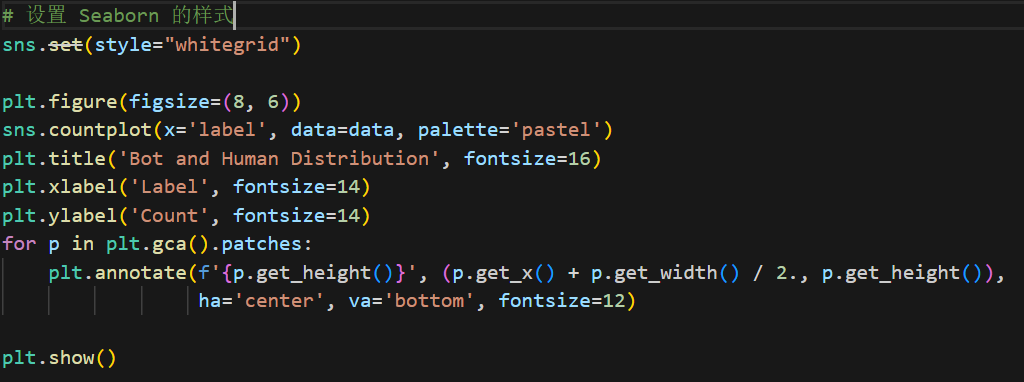 # 设置 Seaborn 的样式
sns.set(style="whitegrid")
plt.figure(figsize=(8, 6))
sns.countplot(x='label', data=data, palette='pastel')
plt.title('Bot and Human Distribution', fontsize=16)
plt.xlabel('Label', fontsize=14)
plt.ylabel('Count', fontsize=14)
for p in plt.gca().patches:
    plt.annotate(f'{p.get_height()}', (p.get_x() + p.get_width() / 2., p.get_height()),
                 ha='center', va='bottom', fontsize=12)
plt.show()